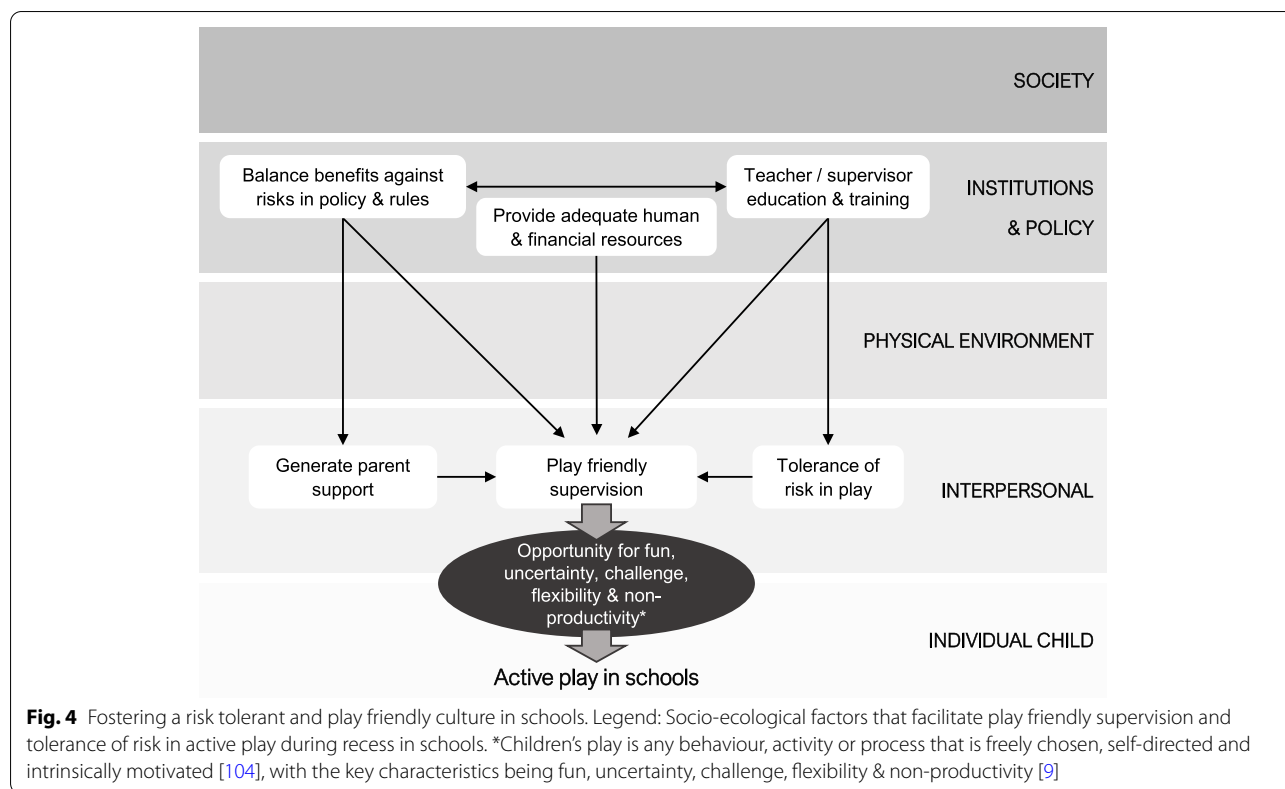 SOCIETY
Balance benefits against
risks in policy & rules
Teacher / supervisor
education & training
INSTITUTIONS
& POLICY
Provide adequate human
& financial resources
PHYSICAL ENVIRONMENT
Generate parent
support
Play friendly
supervision
Tolerance of
risk in play
INTERPERSONAL
Opportunity for fun,
uncertainty, challenge,
flexibility & non-
productivity*
INDIVIDUAL CHILD
Active play in schools
Fig. 4 Fostering a risk tolerant and play friendly culture in schools. Legend: Socio-ecological factors that facilitate play friendly supervision and
tolerance of risk in active play during recess in schools. *Children’s play is any behaviour, activity or process that is freely chosen, self-directed and
intrinsically motivated [104], with the key characteristics being fun, uncertainty, challenge, flexibility & non-productivity [9]